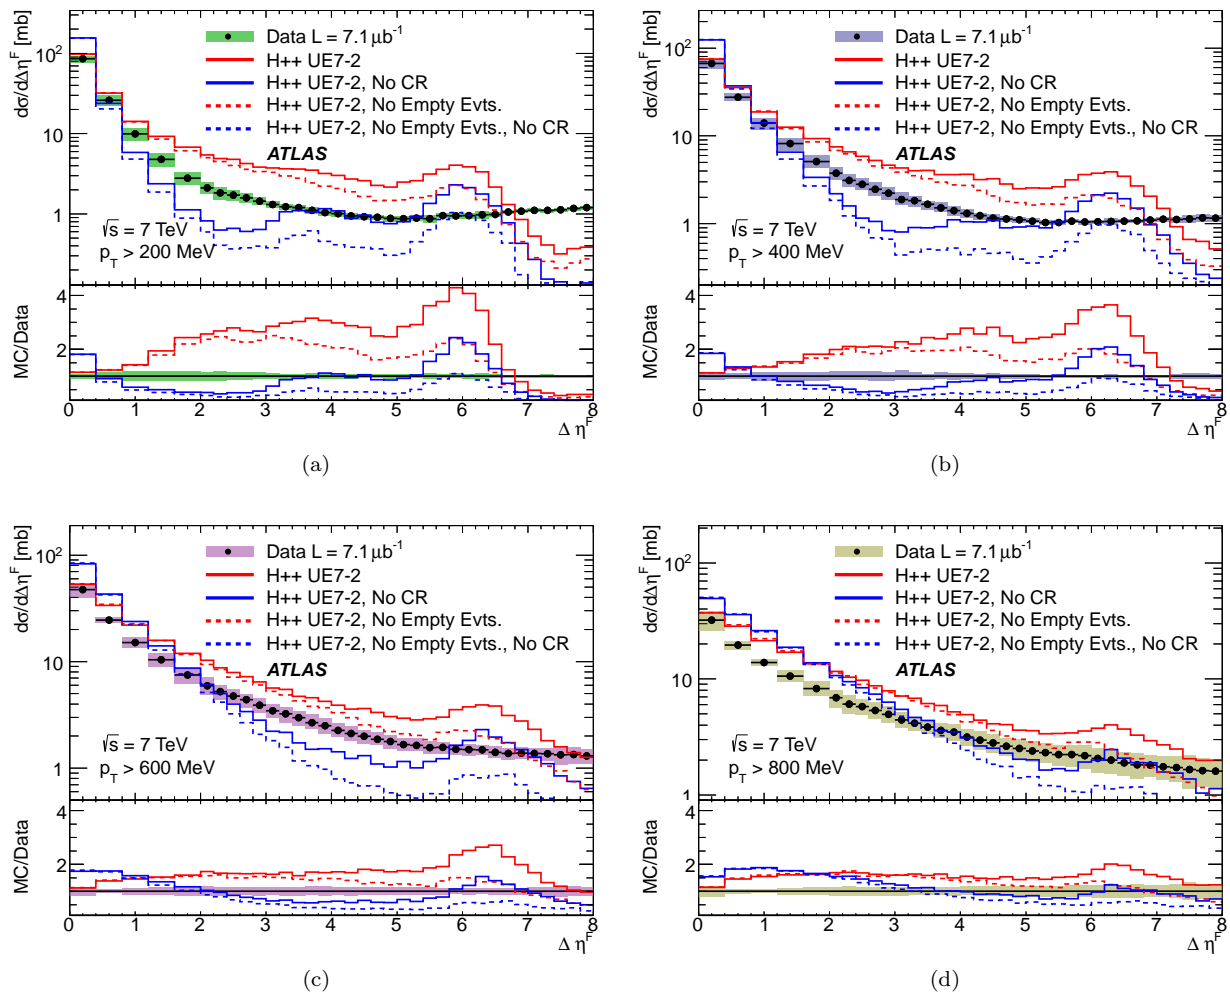 dσ/dΔη^F [mb]
10²
10
1
Data L = 7.1 μb⁻¹
H++ UE7-2
H++ UE7-2, No CR
H++ UE7-2, No Empty Evts.
H++ UE7-2, No Empty Evts., No CR
ATLAS
√s = 7 TeV
p_T > 200 MeV
MC/Data
4
2
0 1 2 3 4 5 6 7 8
Δ η^F
(a)
dσ/dΔη^F [mb]
10²
10
1
Data L = 7.1 μb⁻¹
H++ UE7-2
H++ UE7-2, No CR
H++ UE7-2, No Empty Evts.
H++ UE7-2, No Empty Evts., No CR
ATLAS
√s = 7 TeV
p_T > 400 MeV
MC/Data
4
2
0 1 2 3 4 5 6 7 8
Δ η^F
(b)
dσ/dΔη^F [mb]
10²
10
1
Data L = 7.1 μb⁻¹
H++ UE7-2
H++ UE7-2, No CR
H++ UE7-2, No Empty Evts.
H++ UE7-2, No Empty Evts., No CR
ATLAS
√s = 7 TeV
p_T > 600 MeV
MC/Data
4
2
0 1 2 3 4 5 6 7 8
Δ η^F
(c)
dσ/dΔη^F [mb]
10²
10
1
Data L = 7.1 μb⁻¹
H++ UE7-2
H++ UE7-2, No CR
H++ UE7-2, No Empty Evts.
H++ UE7-2, No Empty Evts., No CR
ATLAS
√s = 7 TeV
p_T > 800 MeV
MC/Data
4
2
0 1 2 3 4 5 6 7 8
Δ η^F
(d)